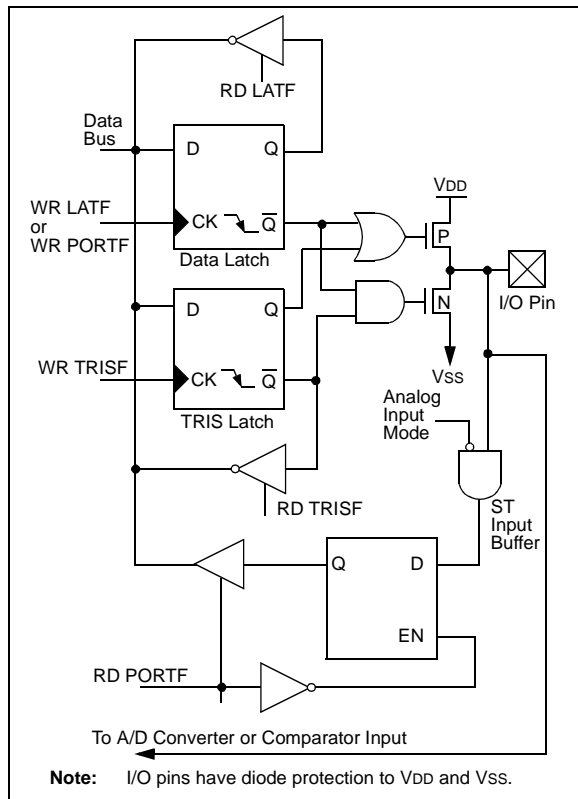 RD LATF
Data
Bus
D Q
WR LATF
or
WR PORTF
CK Q
Data Latch
VDD
P
I/O Pin
D Q
N
WR TRISF
CK Q
TRIS Latch
VSS
Analog
Input
Mode
RD TRISF
ST
Input
Buffer
Q D
EN
RD PORTF
To A/D Converter or Comparator Input
Note: I/O pins have diode protection to VDD and VSS.